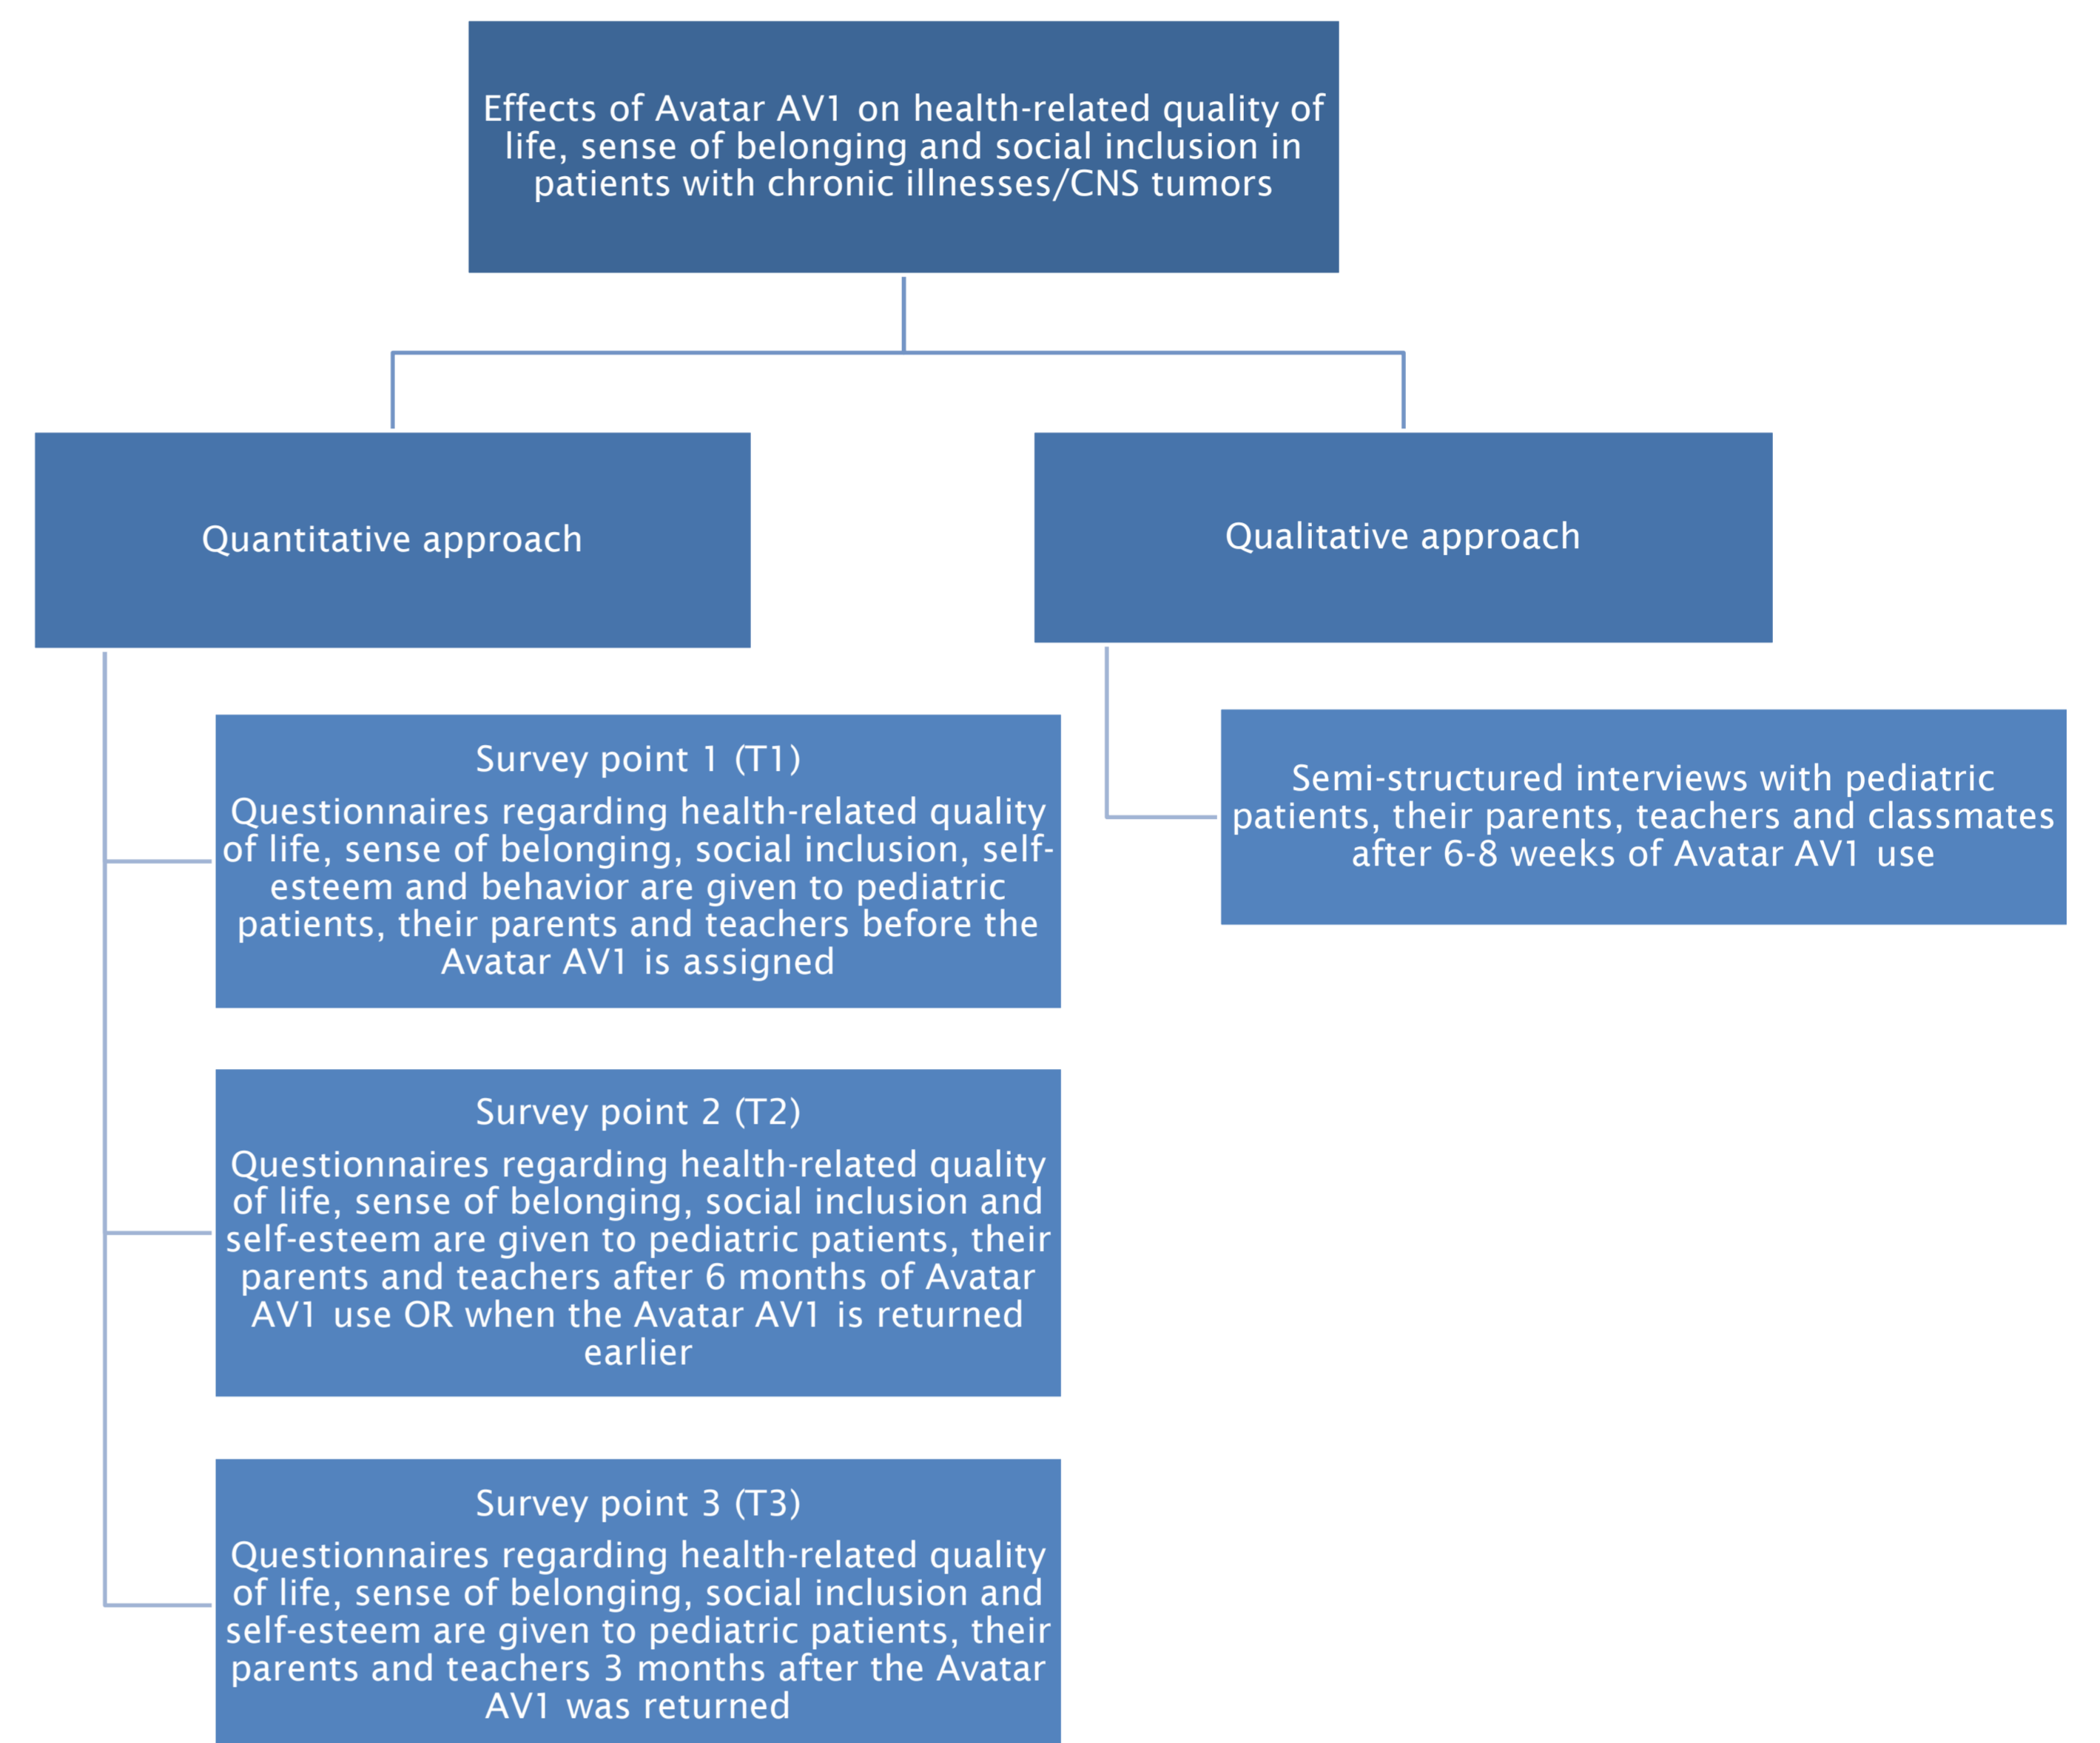 Effects of Avatar AV1 on health-related quality of
life, sense of belonging and social inclusion in
patients with chronic illnesses/CNS tumors
Quantitative approach
Survey point 1 (T1)
Questionnaires regarding health-related quality
of life, sense of belonging, social inclusion, self-
esteem and behavior are given to pediatric
patients, their parents and teachers before the
Avatar AV1 is assigned
Survey point 2 (T2)
Questionnaires regarding health-related quality
of life, sense of belonging, social inclusion and
self-esteem are given to pediatric patients, their
parents and teachers after 6 months of Avatar
AV1 use OR when the Avatar AV1 is returned
earlier
Survey point 3 (T3)
Questionnaires regarding health-related quality
of life, sense of belonging, social inclusion and
self-esteem are given to pediatric patients, their
parents and teachers 3 months after the Avatar
AV1 was returned
Qualitative approach
Semi-structured interviews with pediatric
patients, their parents, teachers and classmates
after 6-8 weeks of Avatar AV1 use